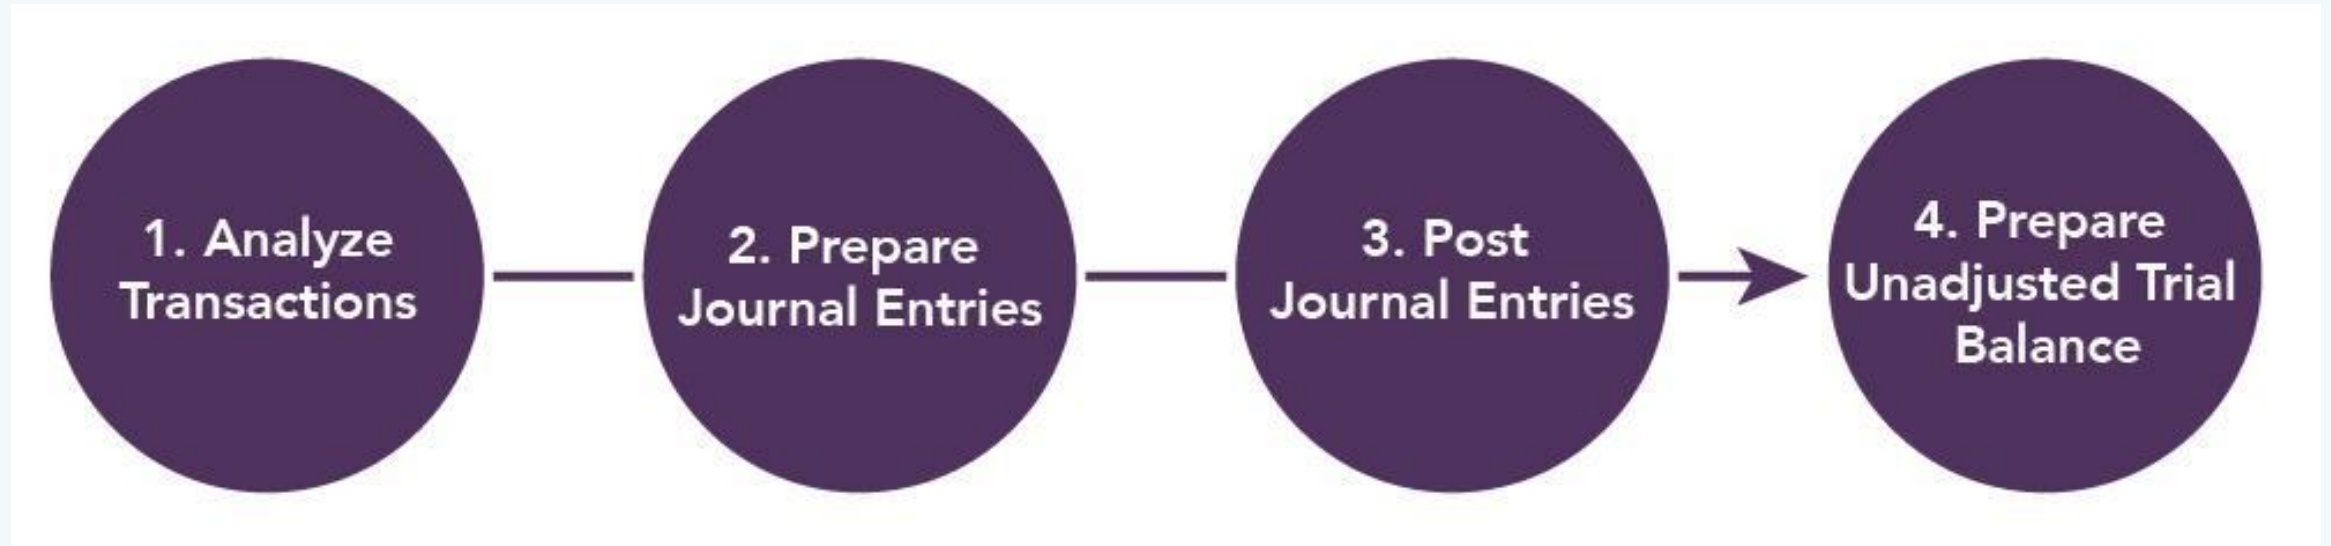 1. Analyze
Transactions
2. Prepare
Journal Entries
3. Post
Journal Entries
4. Prepare
Unadjusted Trial
Balance